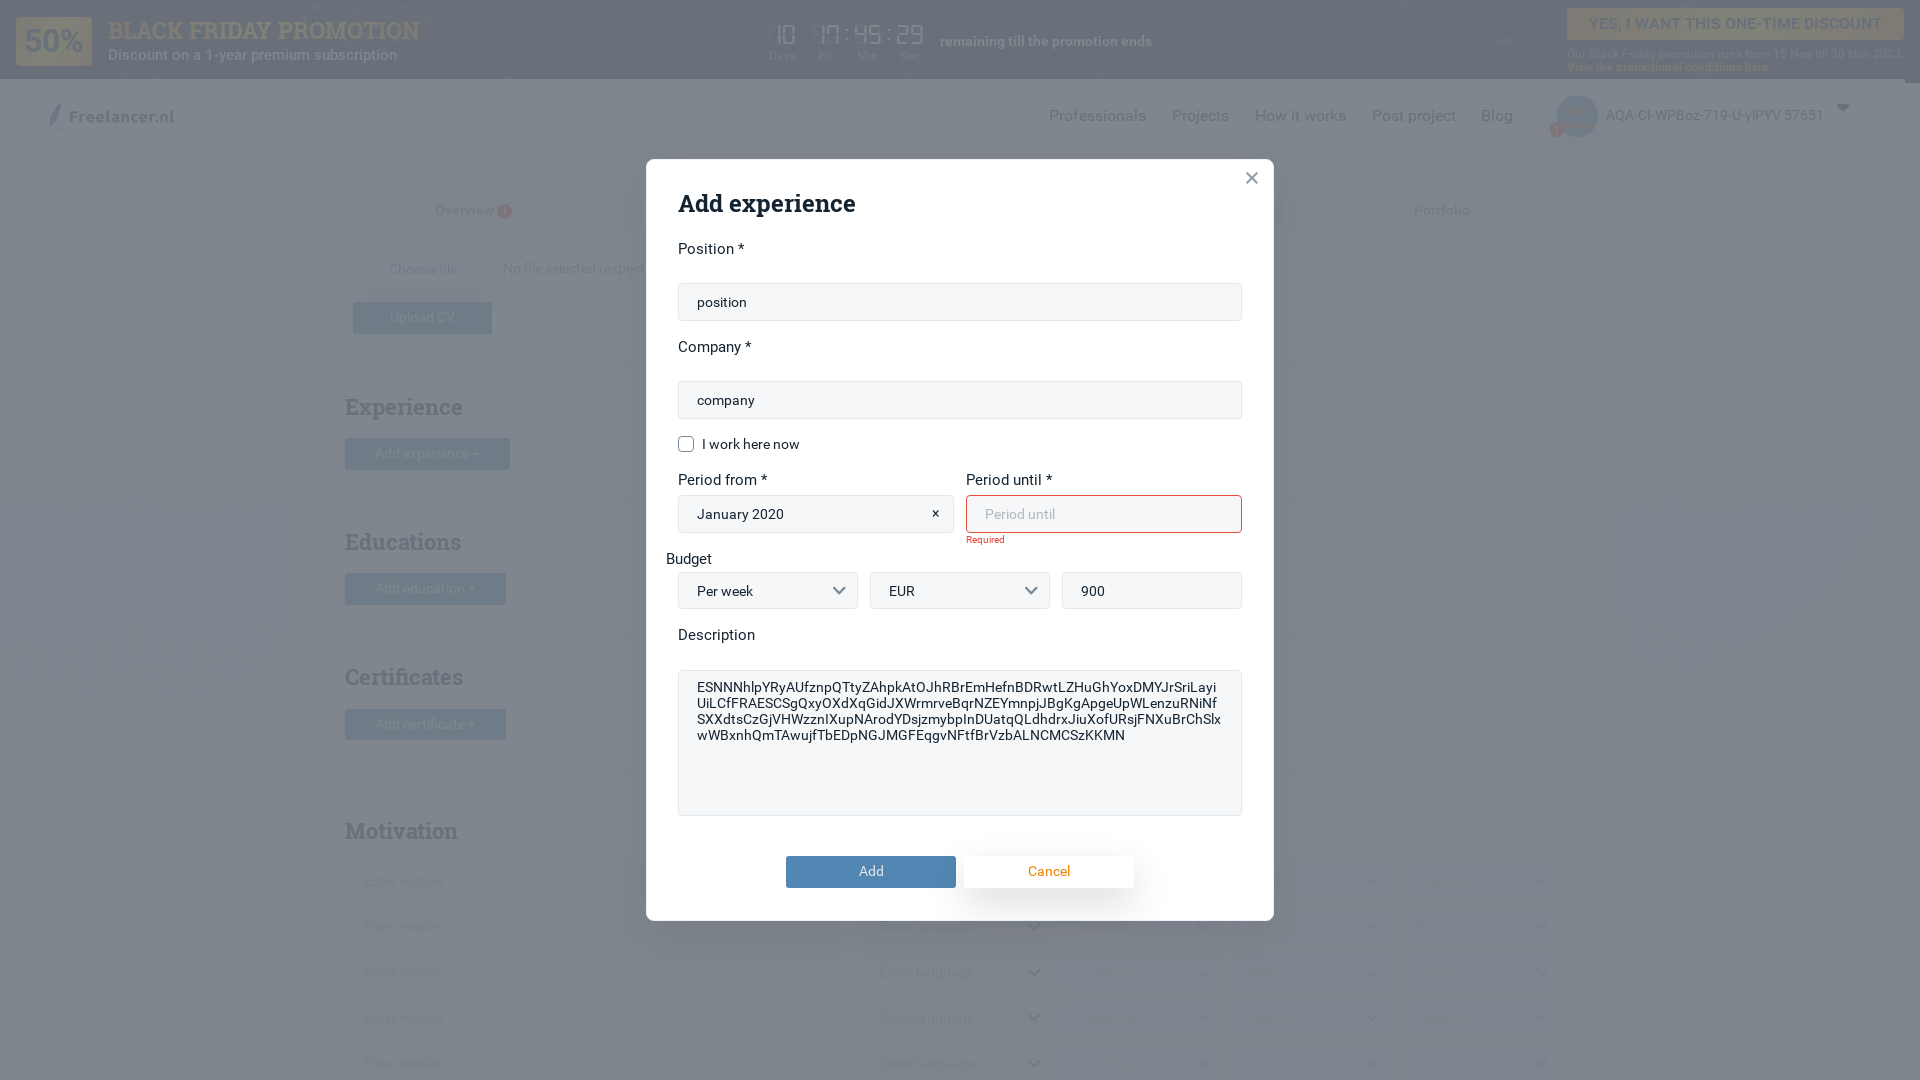 50%
BLACK FRIDAY PROMOTION
Discount on a 1-year premium subscription
10 17:45:29
Days Hr Min Sec
remaining till the promotion ends
YES, I WANT THIS ONE-TIME DISCOUNT
Our Black Friday promotion runs from 15 Nov till 30 Nov 2023.
View the promotional conditions here.
Freelancer.nl
Professionals Projects How it works Post project Blog
1
AQA-CI-WPBoz-719-U-ylPYV 57651
Overview 1
Portfolio
Choose file
No file selected (expect
Upload CV
Experience
Add experience +
Educations
Add education +
Certificates
Add certificate +
Motivation
Enter motive
Enter motive
Enter language
Enter motive
Enter language
Enter motive
Enter language
Enter motive
Enter language
×
Add experience
Position *
position
Company *
company
I work here now
Period from *
Period until *
January 2020 ×
Period until
Required
Budget
Per week
EUR
900
Description
ESNNNhlpYRyAUfznpQTtyZAhpkAtOJhRBrEmHefnBDRwtLZHuGhYoxDMYJrSriLayi
UiLCfFRAESCSgQxyOXdXqGidJXWrmrveBqrNZEYmnpjJBgKgApgeUpWLenzuRNiNf
SXXdtsCzGjVHWzznIXupNArodYDsjzmybpInDUatqQLdhdrxJiuXofURsjFNXuBrChSlx
wWBxnhQmTAwujfTbEDpNGJMGFEqgvNFtfBrVzbALNCMCSzKKMN
Add
Cancel